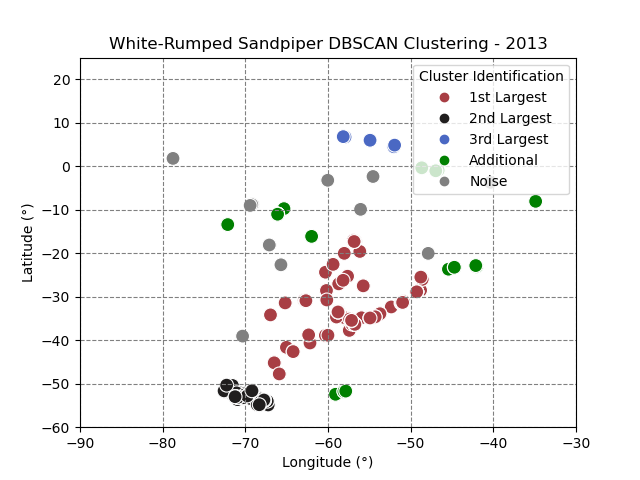 White-Rumped Sandpiper DBSCAN Clustering - 2013
Cluster Identification
1st Largest
2nd Largest
3rd Largest
Additional
Noise
20
10
0
−10
−20
−30
−40
−50
−60
Latitude (°)
−90 −80 −70 −60 −50 −40 −30
Longitude (°)